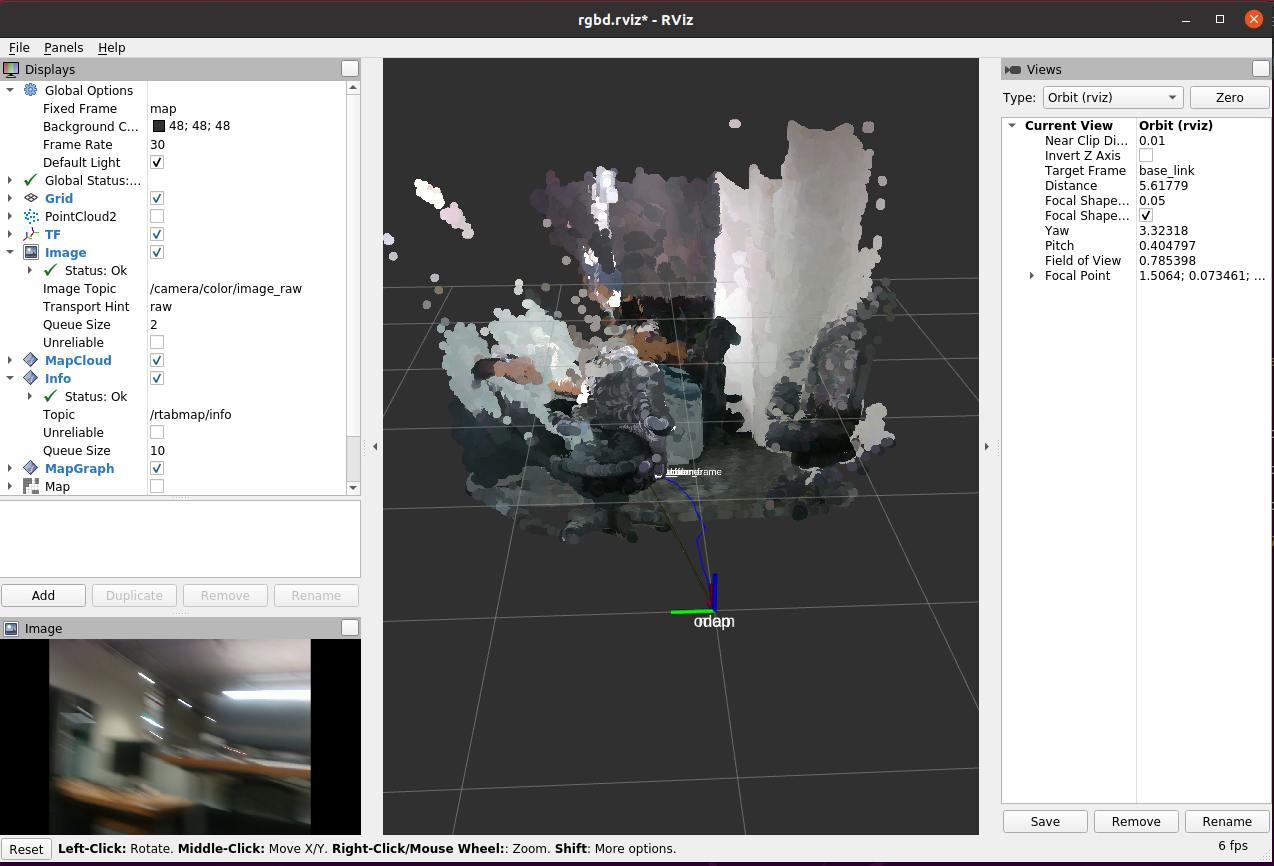 rgbd.rviz* - RViz
File Panels Help
Displays
Global Options
Fixed Frame map
Background C... 48; 48; 48
Frame Rate 30
Default Light
Global Status:...
Grid
PointCloud2
TF
Image
Status: Ok
Image Topic /camera/color/image_raw
Transport Hint raw
Queue Size 2
Unreliable
MapCloud
Info
Status: Ok
Topic /rtabmap/info
Unreliable
Queue Size 10
MapGraph
Map
Add Duplicate Remove Rename
Image
Views
Type: Orbit (rviz) Zero
Current View Orbit (rviz)
Near Clip Di... 0.01
Invert Z Axis
Target Frame base_link
Distance 5.61779
Focal Shape... 0.05
Focal Shape...
Yaw 3.32318
Pitch 0.404797
Field of View 0.785398
Focal Point 1.5064; 0.073461; ...
Save Remove Rename
Reset Left-Click: Rotate. Middle-Click: Move X/Y. Right-Click/Mouse Wheel:: Zoom. Shift: More options. 6 fps